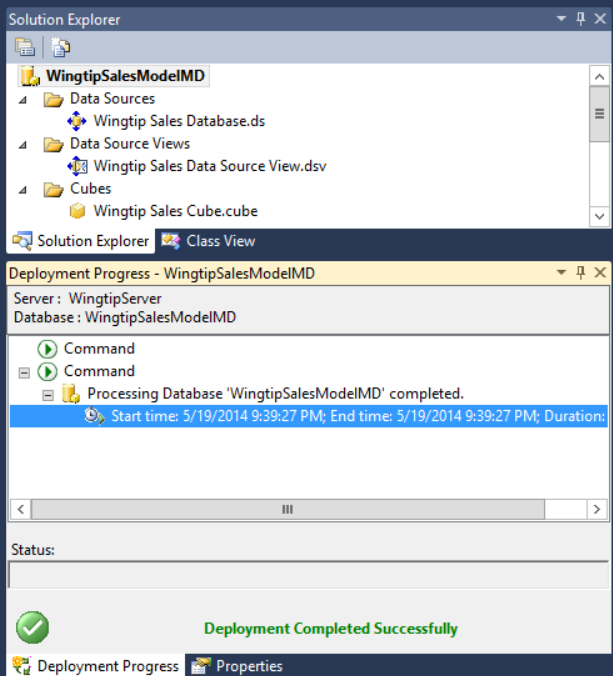 Solution Explorer
WingtipSalesModelMD
Data Sources
Wingtip Sales Database.ds
Data Source Views
Wingtip Sales Data Source View.dsv
Cubes
Wingtip Sales Cube.cube
Solution Explorer Class View
Deployment Progress - WingtipSalesModelMD
Server : WingtipServer
Database : WingtipSalesModelMD
Command
Command
Processing Database 'WingtipSalesModelMD' completed.
Start time: 5/19/2014 9:39:27 PM; End time: 5/19/2014 9:39:27 PM; Duration:
Status:
Deployment Completed Successfully
Deployment Progress Properties